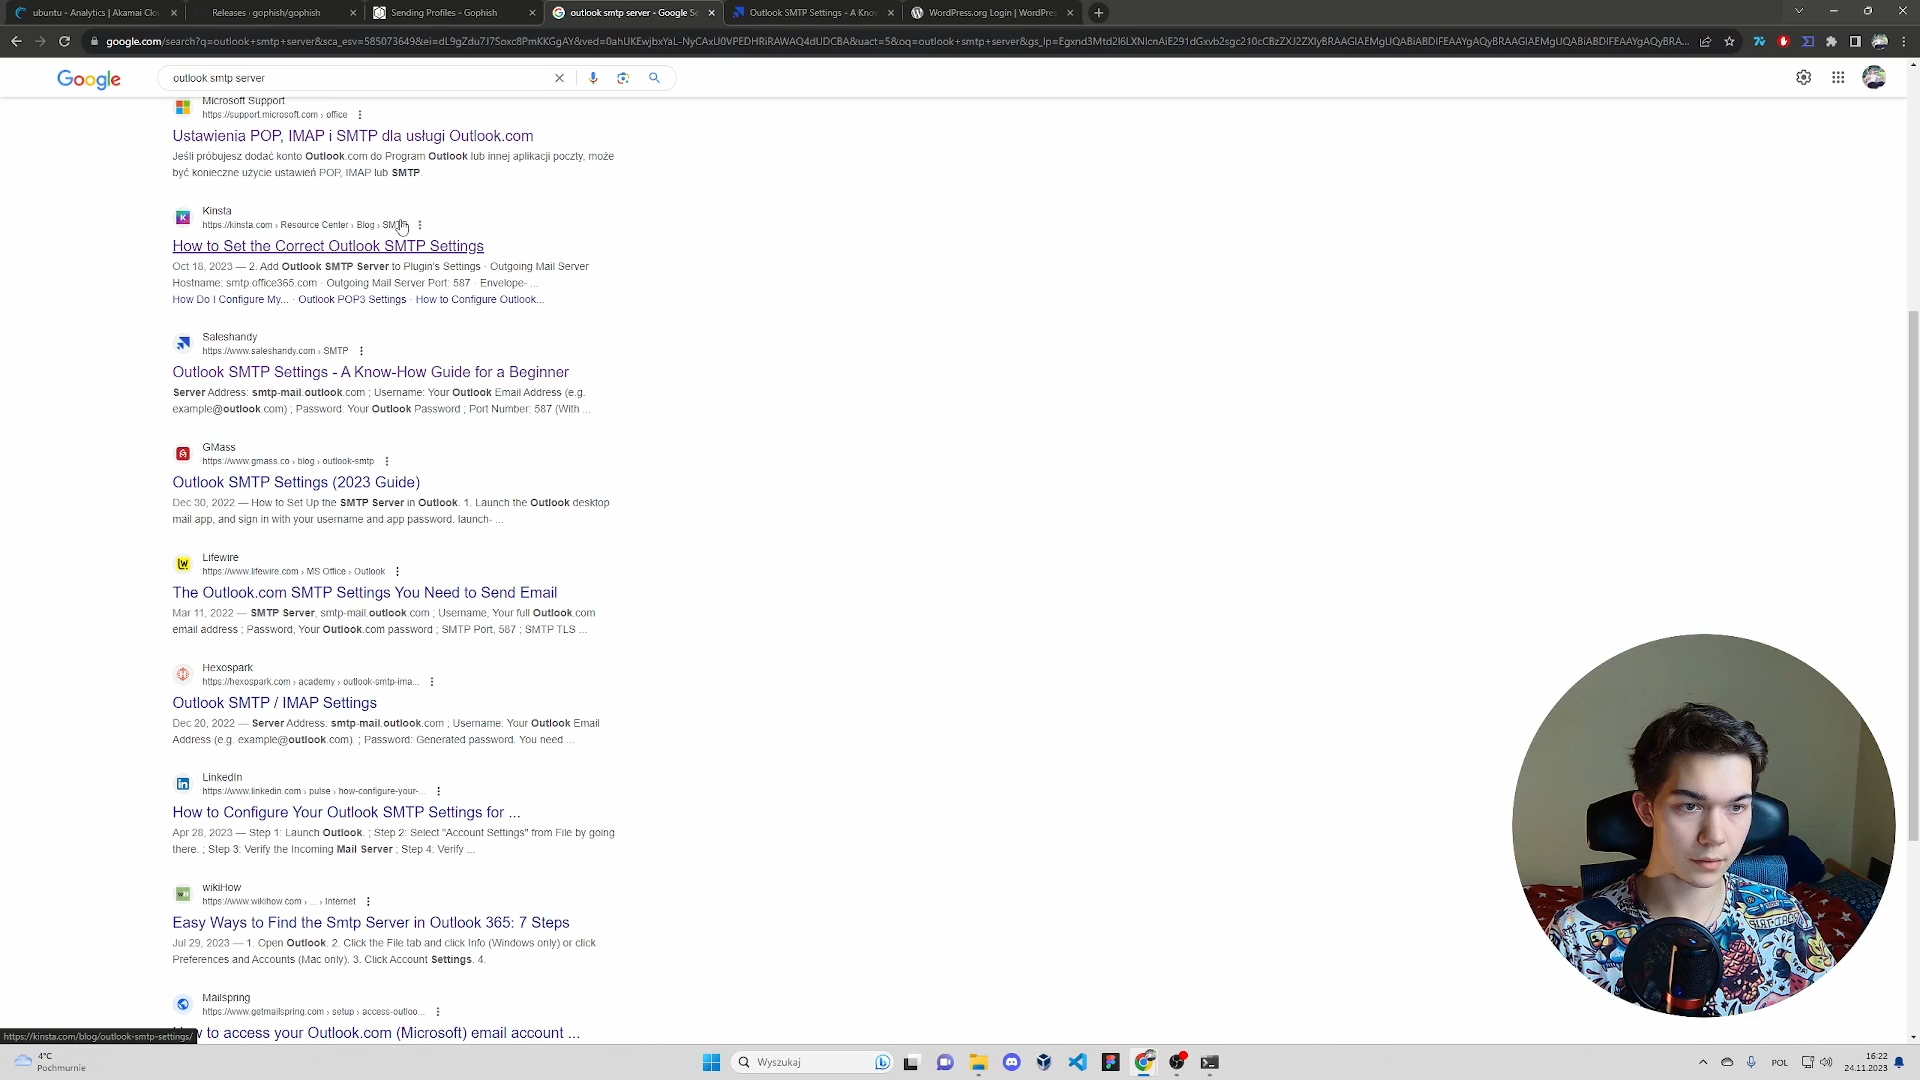 ubuntu - Analytics | Akamai Clo
Releases · gophish/gophish
Sending Profiles - Gophish
outlook smtp server - Google Se
Outlook SMTP Settings - A Know
WordPress.org Login | WordPres
google.com/search?q=outlook+smtp+server&sca_esv=585073649&ei=
outlook smtp server
Google
Microsoft Support
https://support.microsoft.com › office
Ustawienia POP, IMAP i SMTP dla usługi Outlook.com
Jeśli próbujesz dodać konto Outlook.com do Program Outlook lub innej aplikacji poczty, może
być konieczne użycie ustawień POP, IMAP lub SMTP.
Kinsta
https://kinsta.com › Resource Center › Blog ›
How to Set the Correct Outlook SMTP Settings
Oct 18, 2023 — 2. Add Outlook SMTP Server to Plugin's Settings · Outgoing Mail Server
Hostname: smtp.office365.com · Outgoing Mail Server Port: 587 · Envelope- ...
How Do I Configure My... · Outlook POP3 Settings · How to Configure Outlook...
Saleshandy
https://www.saleshandy.com › SMTP
Outlook SMTP Settings - A Know-How Guide for a Beginner
Server Address: smtp-mail.outlook.com ; Username: Your Outlook Email Address (e.g.
example@outlook.com) ; Password: Your Outlook Password ; Port Number: 587 (With ...
GMass
https://www.gmass.co › blog › outlook-smtp
Outlook SMTP Settings (2023 Guide)
Dec 30, 2022 — How to Set Up the SMTP Server in Outlook. 1. Launch the Outlook desktop
mail app, and sign in with your username and app password. launch- ...
Lifewire
https://www.lifewire.com › MS Office › Outlook
The Outlook.com SMTP Settings You Need to Send Email
Mar 11, 2022 — SMTP Server, smtp-mail.outlook.com ; Username, Your full Outlook.com
email address ; Password, Your Outlook.com password ; SMTP Port, 587 ; SMTP TLS ...
Hexospark
https://hexospark.com › academy › outlook-smtp-ima...
Outlook SMTP / IMAP Settings
Dec 20, 2022 — Server Address: smtp-mail.outlook.com ; Username: Your Outlook Email
Address (e.g. example@outlook.com). ; Password: Generated password. You need ...
LinkedIn
https://www.linkedin.com › pulse › how-configure-your-...
How to Configure Your Outlook SMTP Settings for ...
Apr 28, 2023 — Step 1: Launch Outlook. ; Step 2: Select "Account Settings" from File by going
there. ; Step 3: Verify the Incoming Mail Server ; Step 4: Verify ...
wikiHow
https://www.wikihow.com › ... › Internet
Easy Ways to Find the Smtp Server in Outlook 365: 7 Steps
Jul 29, 2023 — 1. Open Outlook. 2. Click the File tab and click Info (Windows only) or click
Preferences and Accounts (Mac only). 3. Click Account Settings. 4.
Mailspring
https://www.getmailspring.com › setup › access-outloo...
to access your Outlook.com (Microsoft) email account ...
https://kinsta.com/blog/outlook-smtp-settings/
4°C
Pochmurnie
Wyszukaj
POL
16:22
24.11.2023